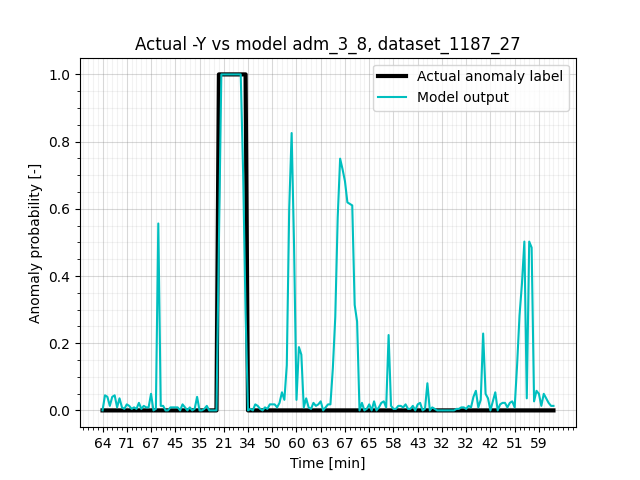 Actual -Y vs model adm_3_8, dataset_1187_27
Actual anomaly label
Model output
Anomaly probability [-]
1.0
0.8
0.6
0.4
0.2
0.0
64 71 67 45 35 21 34 50 60 63 67 65 58 43 32 32 42 51 59
Time [min]